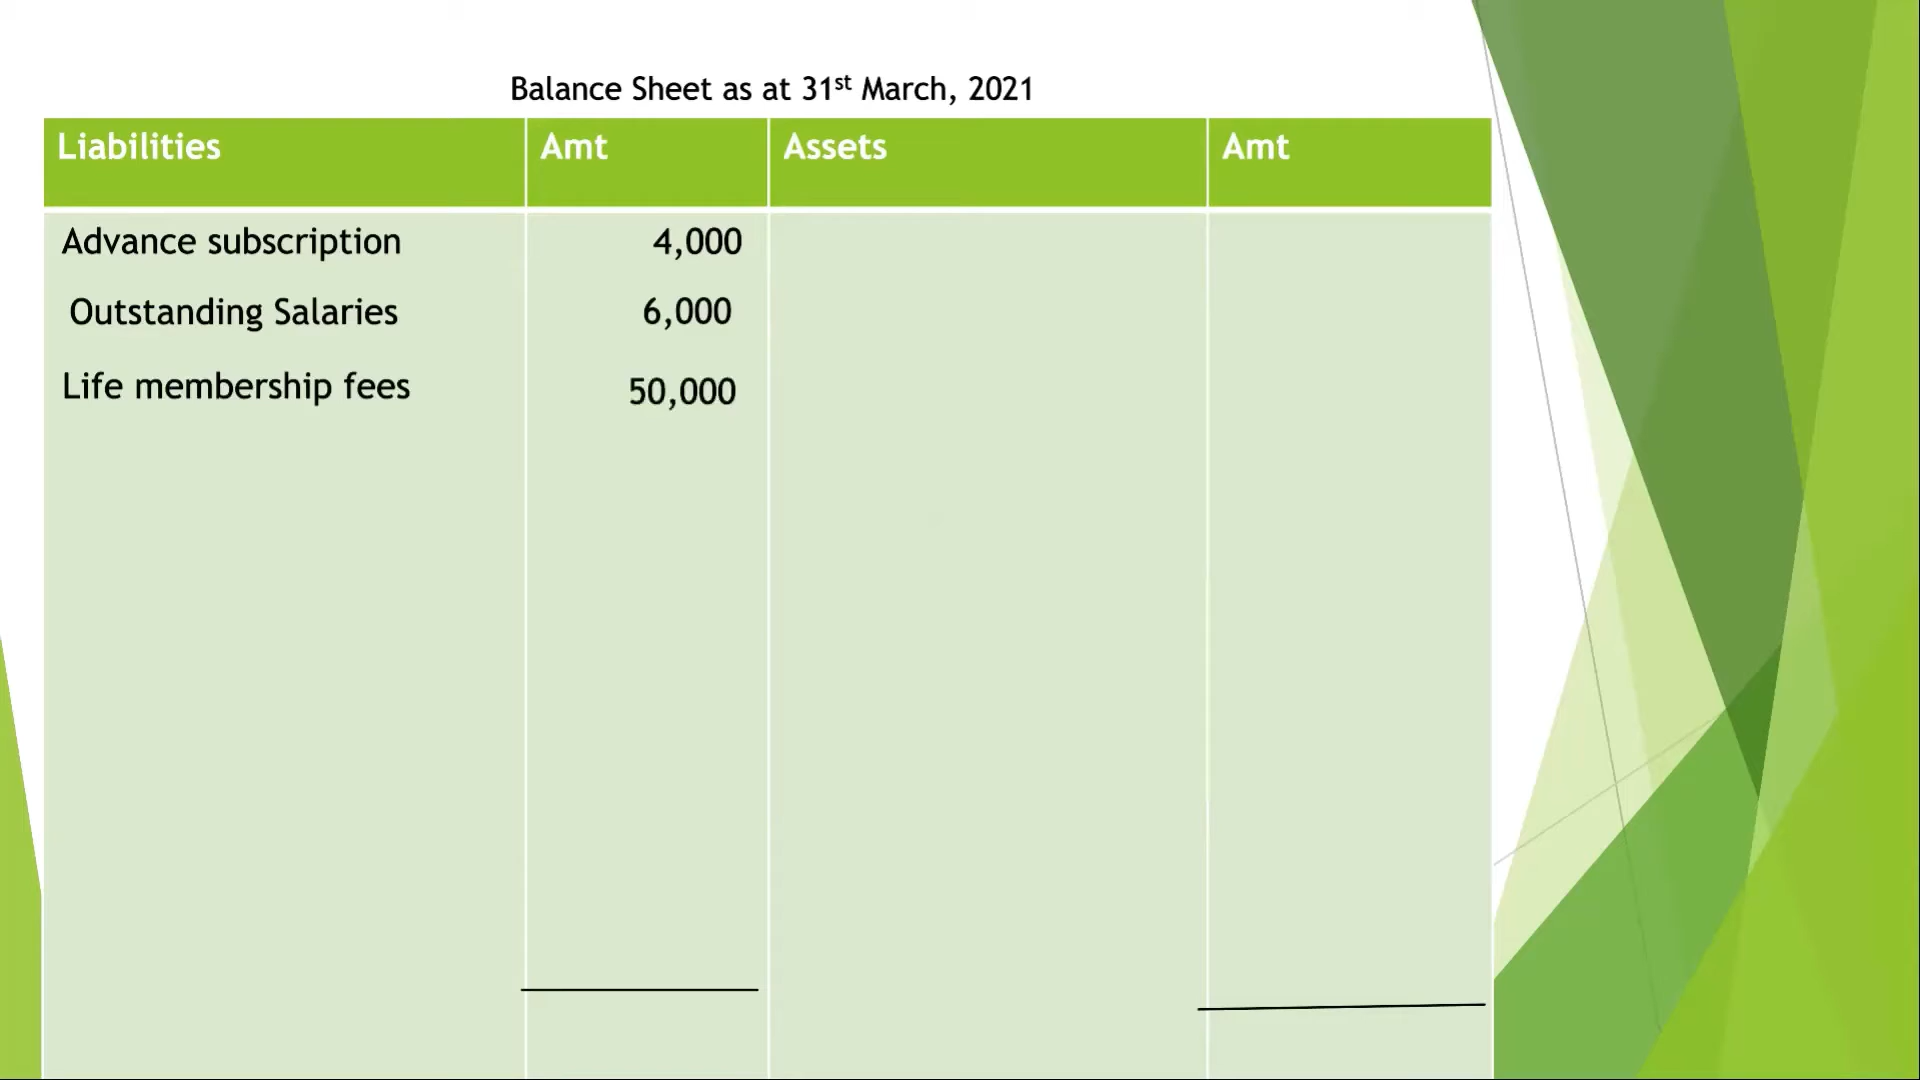 Balance Sheet as at 31st March, 2021
Liabilities Amt Assets Amt
Advance subscription 4,000
Outstanding Salaries 6,000
Life membership fees 50,000